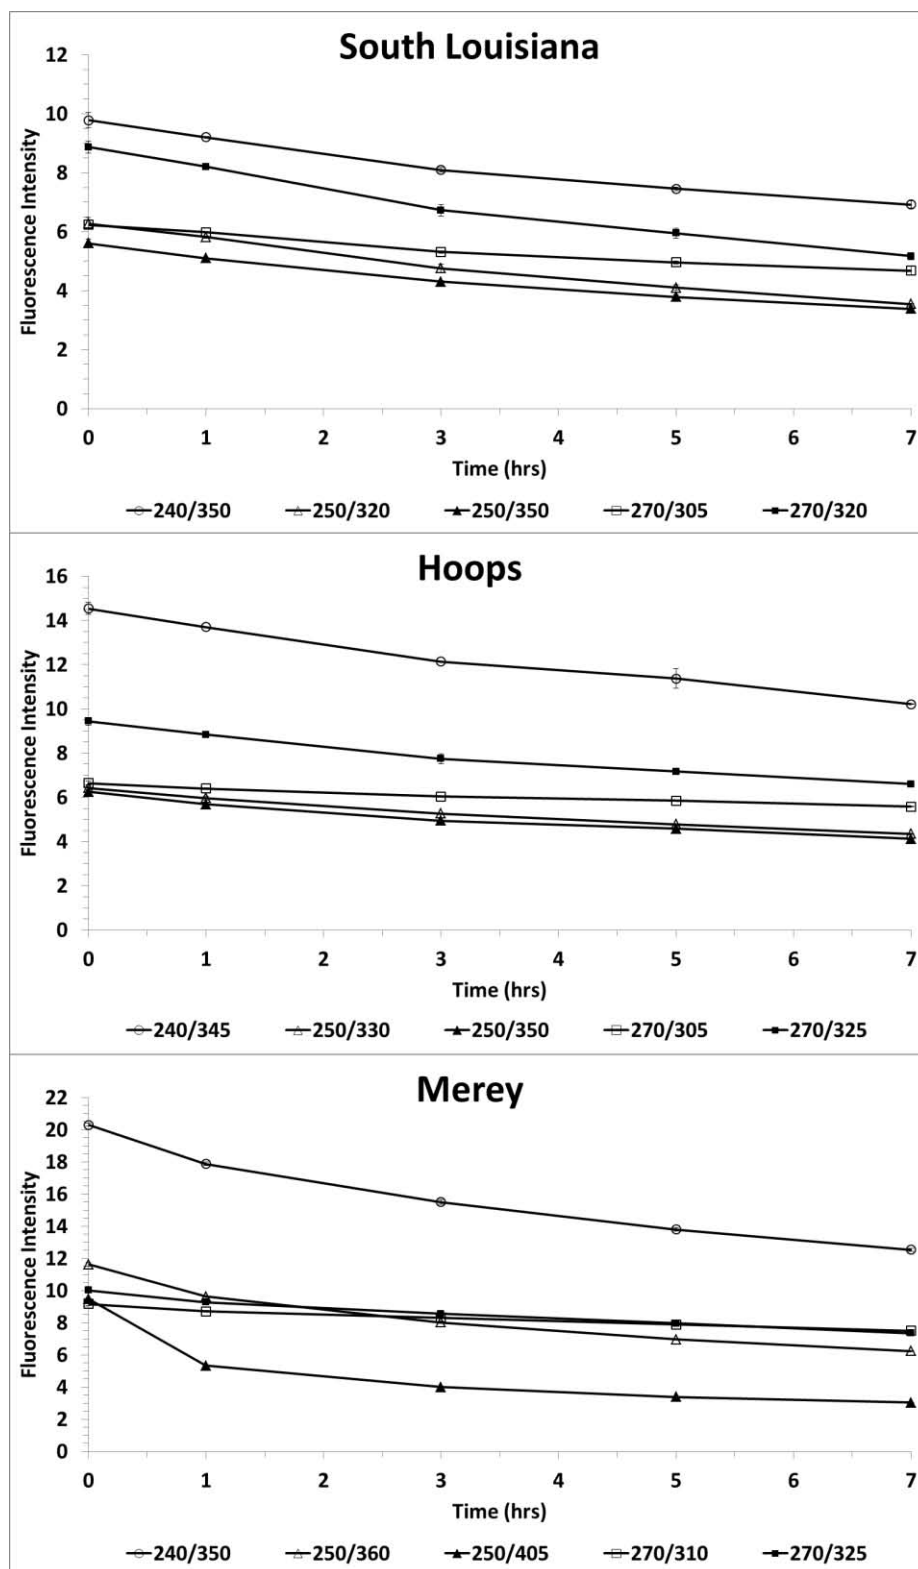 South Louisiana
12
10
8
6
4
2
0
Fluorescence Intensity
0 1 2 3 4 5 6 7
Time (hrs)
240/350 250/320 250/350 270/305 270/320
Hoops
16
14
12
10
8
6
4
2
0
Fluorescence Intensity
0 1 2 3 4 5 6 7
Time (hrs)
240/345 250/330 250/350 270/305 270/325
Merey
22
20
18
16
14
12
10
8
6
4
2
0
Fluorescence Intensity
0 1 2 3 4 5 6 7
Time (hrs)
240/350 250/360 250/405 270/310 270/325